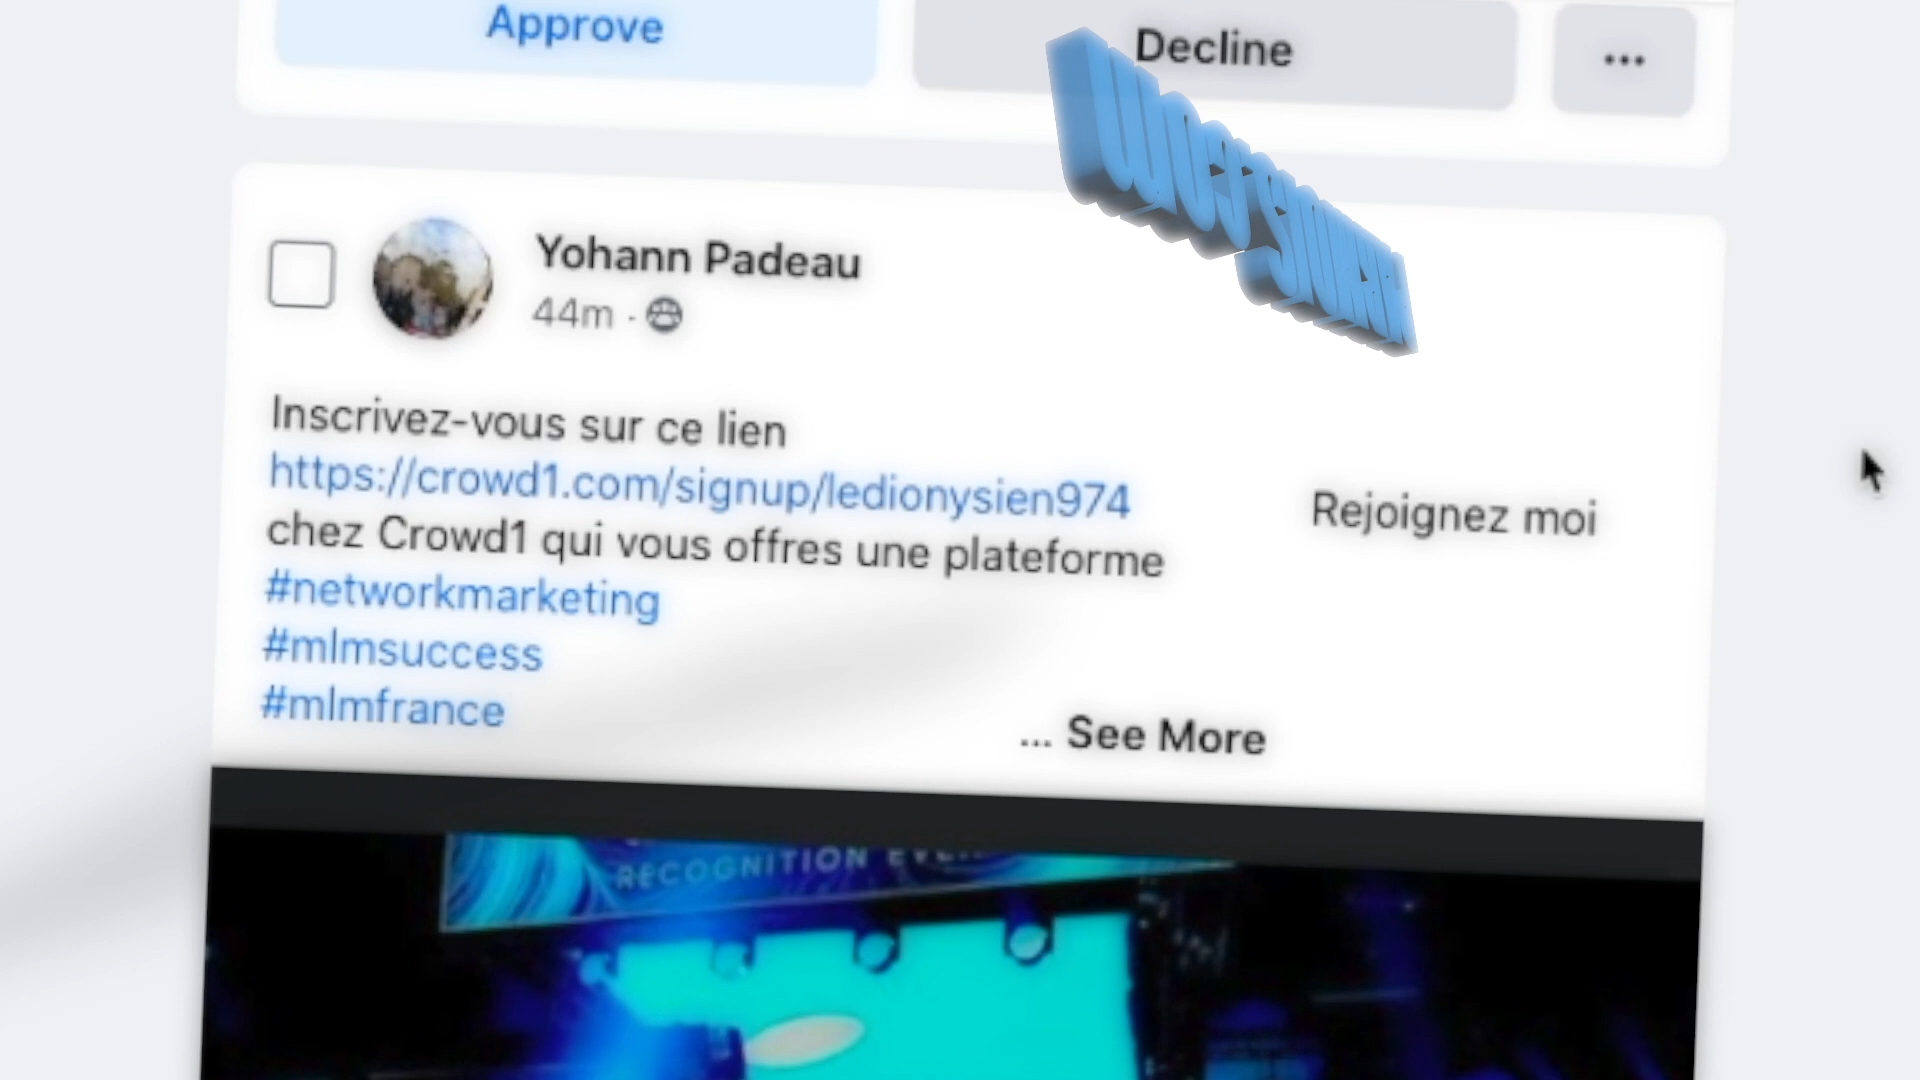 Approve
Decline
Yohann Padeau
44m ·
Inscrivez-vous sur ce lien
https://crowd1.com/signup/ledionysien974
Rejoignez moi
chez Crowd1 qui vous offres une plateforme
#networkmarketing
#mlmsuccess
#mlmfrance
... See More
RECOGNITION